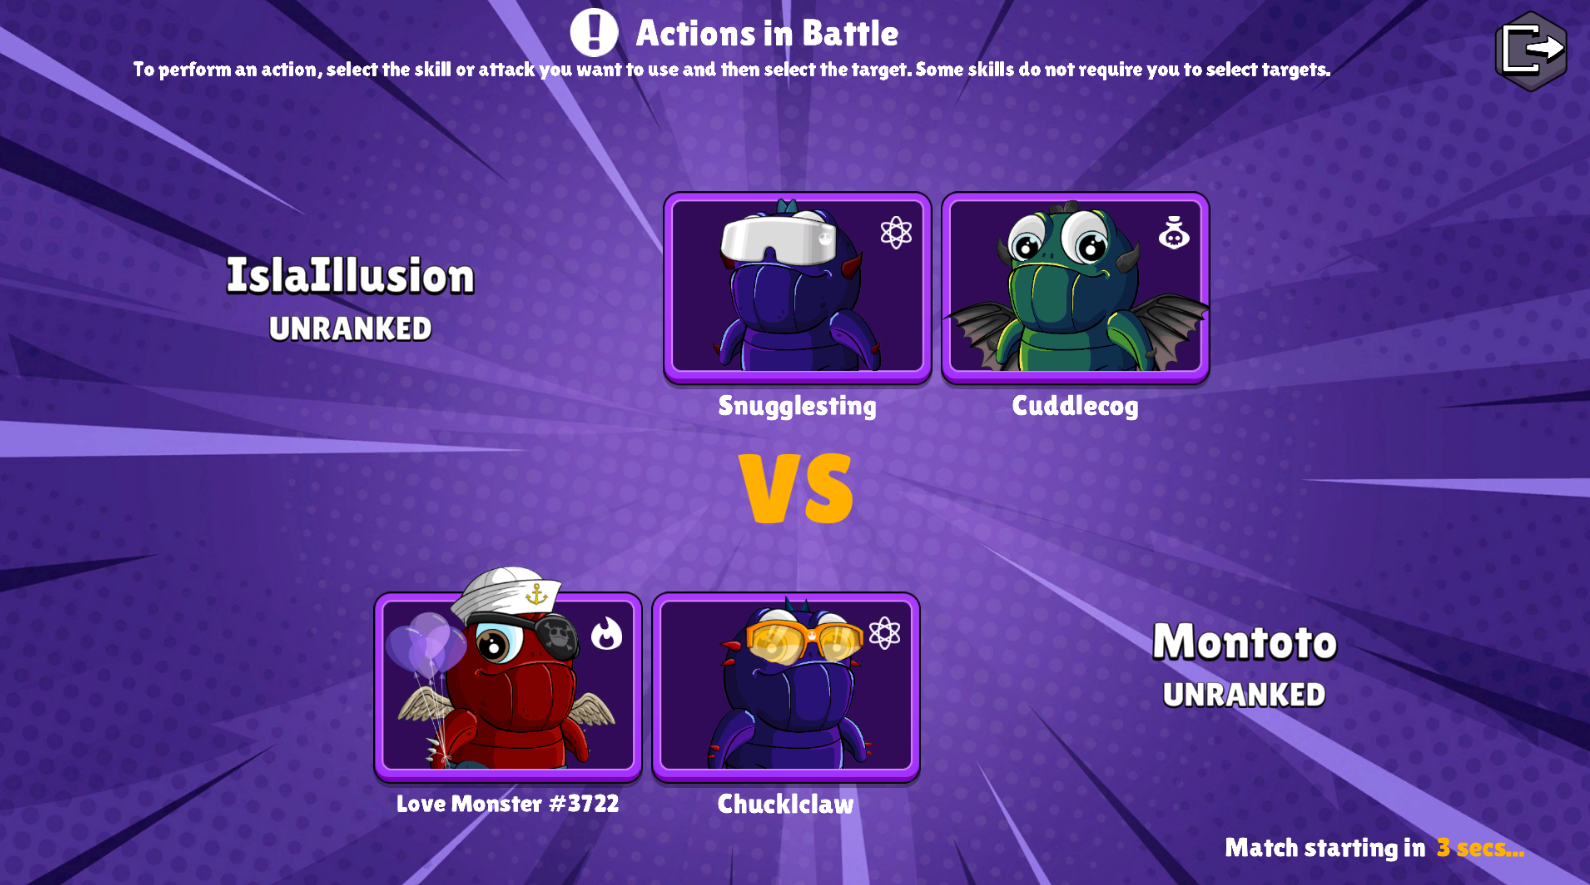 Actions in Battle
To perform an action, select the skill or attack you want to use and then select the target. Some skills do not require you to select targets.
IslaIllusion
UNRANKED
Snugglesting
Cuddlecog
VS
Montoto
UNRANKED
Love Monster #3722
Chucklclaw
Match starting in 3 secs...